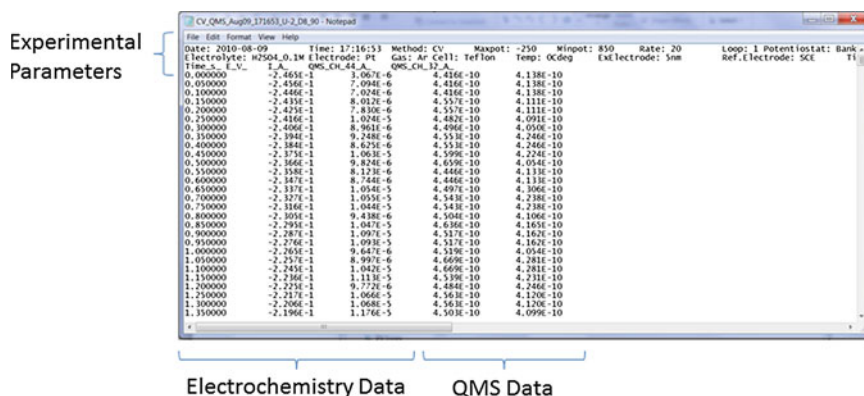 CV_QMS_Aug09_171653_U-2_D8_90 - Notepad
File Edit Format View Help
Experimental
Parameters
Date: 2010-08-09 Time: 17:16:53 Method: CV Maxpot: -250 Minpot: 850 Rate: 20 Loop: 1 Potentiostat: Bank
Electrolyte: H2SO4_0.1M Electrode: Pt Gas: Ar Cell: Teflon Temp: 0Cdeg ExElectrode: 5nm Ref.Electrode: SCE Ti
Time_S_ E_V_ I_A_ QMS_CH_44_A_ QMS_CH_32_A_
0.000000 -2.465E-1 3.067E-6 4.416E-10 4.138E-10
0.050000 -2.456E-1 7.094E-6 4.416E-10 4.138E-10
0.100000 -2.446E-1 7.024E-6 4.416E-10 4.138E-10
0.150000 -2.435E-1 8.012E-6 4.557E-10 4.111E-10
0.200000 -2.425E-1 7.830E-6 4.557E-10 4.111E-10
0.250000 -2.416E-1 1.024E-5 4.482E-10 4.091E-10
0.300000 -2.406E-1 8.961E-6 4.496E-10 4.050E-10
0.350000 -2.394E-1 9.248E-6 4.553E-10 4.246E-10
0.400000 -2.384E-1 8.625E-6 4.553E-10 4.246E-10
0.450000 -2.375E-1 1.063E-5 4.599E-10 4.224E-10
0.500000 -2.366E-1 9.824E-6 4.659E-10 4.054E-10
0.550000 -2.358E-1 8.123E-6 4.446E-10 4.133E-10
0.600000 -2.347E-1 8.744E-6 4.446E-10 4.133E-10
0.650000 -2.337E-1 1.054E-5 4.497E-10 4.306E-10
0.700000 -2.327E-1 1.055E-5 4.543E-10 4.238E-10
0.750000 -2.316E-1 1.044E-5 4.543E-10 4.238E-10
0.800000 -2.305E-1 9.438E-6 4.504E-10 4.106E-10
0.850000 -2.295E-1 1.047E-5 4.636E-10 4.165E-10
0.900000 -2.287E-1 1.097E-5 4.517E-10 4.162E-10
0.950000 -2.276E-1 1.093E-5 4.517E-10 4.162E-10
1.000000 -2.265E-1 9.647E-6 4.519E-10 4.054E-10
1.050000 -2.257E-1 8.997E-6 4.669E-10 4.281E-10
1.100000 -2.245E-1 1.042E-5 4.669E-10 4.281E-10
1.150000 -2.236E-1 1.113E-5 4.539E-10 4.231E-10
1.200000 -2.225E-1 9.772E-6 4.484E-10 4.246E-10
1.250000 -2.217E-1 1.066E-5 4.563E-10 4.120E-10
1.300000 -2.206E-1 1.068E-5 4.563E-10 4.120E-10
1.350000 -2.196E-1 1.176E-5 4.503E-10 4.099E-10
Electrochemistry Data QMS Data